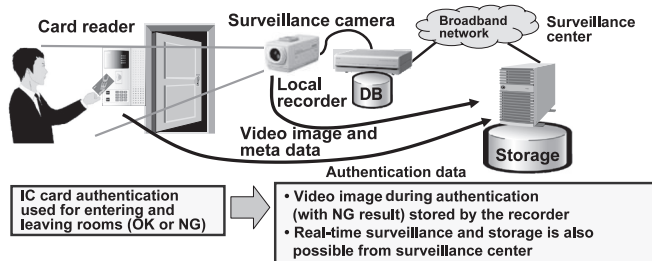 Card reader
Surveillance camera
Broadband
network
Surveillance
center
Local
recorder
DB
Video image and
meta data
Storage
Authentication data
IC card authentication
used for entering and
leaving rooms (OK or NG)
• Video image during authentication
(with NG result) stored by the recorder
• Real-time surveillance and storage is also
possible from surveillance center